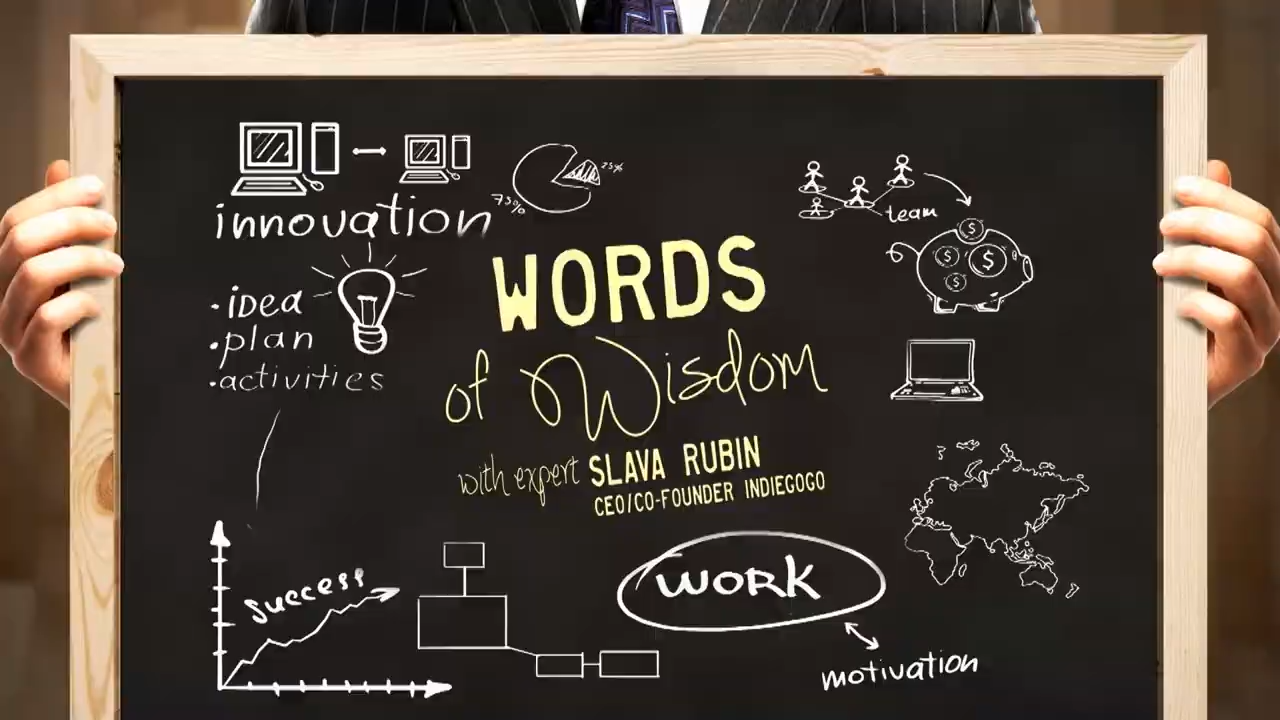 innovation
73%
25%
team
$
$
$
$
• idea
• plan
• activities
WORDS
of Wisdom
with expert SLAVA RUBIN
CEO/CO-FOUNDER INDIEGOGO
success
WORK
motivation